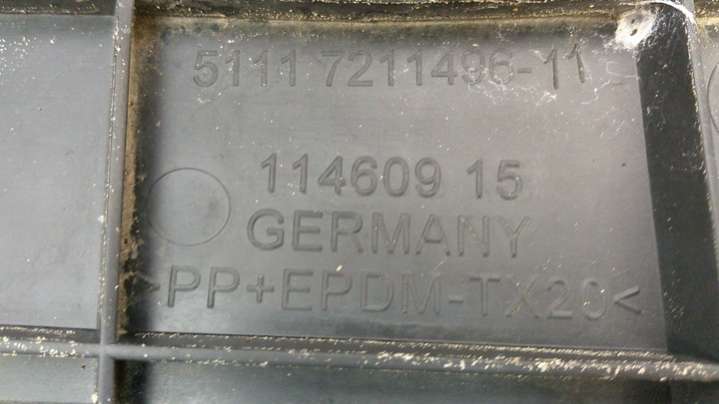 5111 7211496-11
114609 15
GERMANY
>PP+EPDM-TX20<